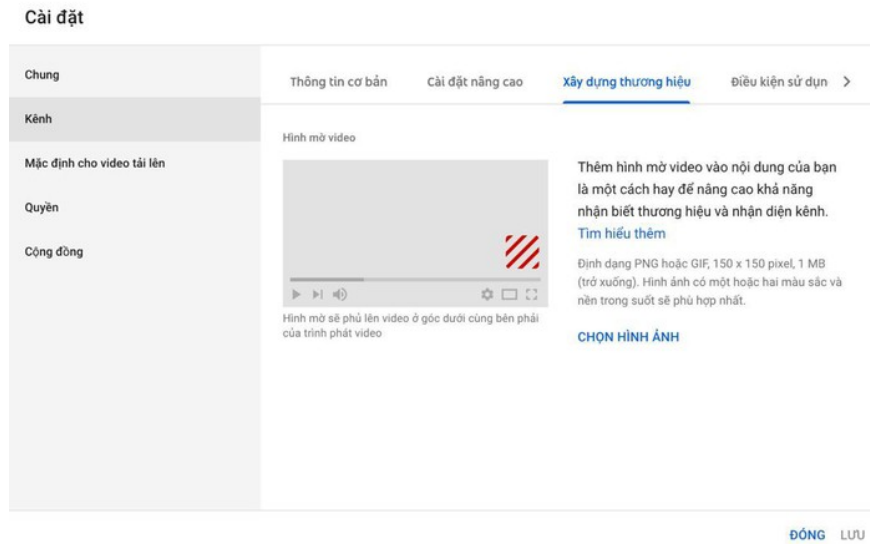 Cài đặt
Chung
Kênh
Mặc định cho video tải lên
Quyền
Cộng đồng
Thông tin cơ bản
Cài đặt nâng cao
Xây dựng thương hiệu
Điều kiện sử dụn
Hình mờ video
Hình mờ sẽ phủ lên video ở góc dưới cùng bên phải
của trình phát video
Thêm hình mờ video vào nội dung của bạn
là một cách hay để nâng cao khả năng
nhận biết thương hiệu và nhận diện kênh.
Tìm hiểu thêm
Định dạng PNG hoặc GIF, 150 x 150 pixel, 1 MB
(trở xuống). Hình ảnh có một hoặc hai màu sắc và
nền trong suốt sẽ phù hợp nhất.
CHỌN HÌNH ẢNH
ĐÓNG
LƯU